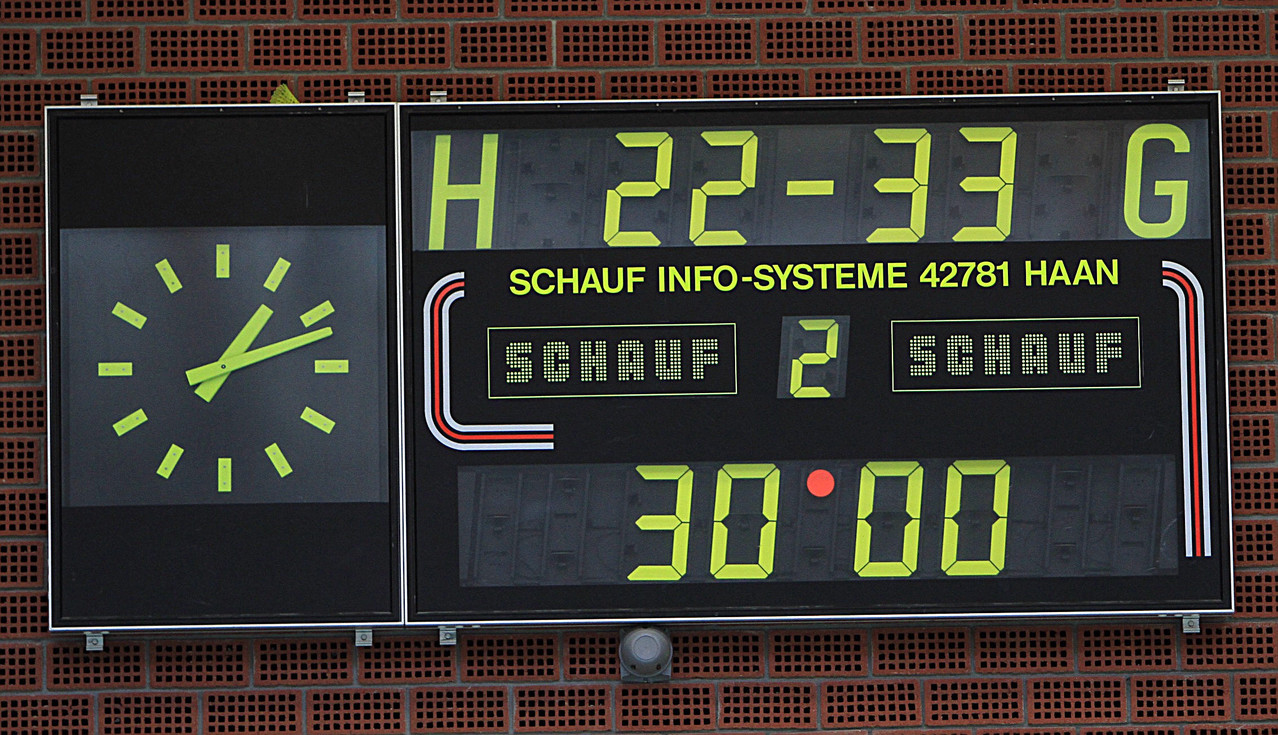 H 22-33 G
SCHAUF INFO-SYSTEME 42781 HAAN
SCHAUF 2 SCHAUF
30•00